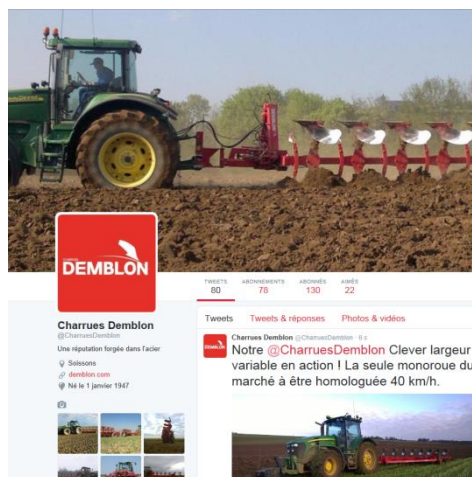 CHARRUES
DEMBLON
TWEETS ABONNEMENTS ABONNÉS AIMÉS
80 78 130 22
Charrues Demblon
@CharruesDemblon
Une réputation forgée dans l'acier
Soissons
demblon.com
Né le 1 janvier 1947
Tweets Tweets & réponses Photos & vidéos
DEMBLON
Charrues Demblon @CharruesDemblon · 8 s
Notre @CharruesDemblon Clever largeur
variable en action ! La seule monoroue du
marché à être homologuée 40 km/h.